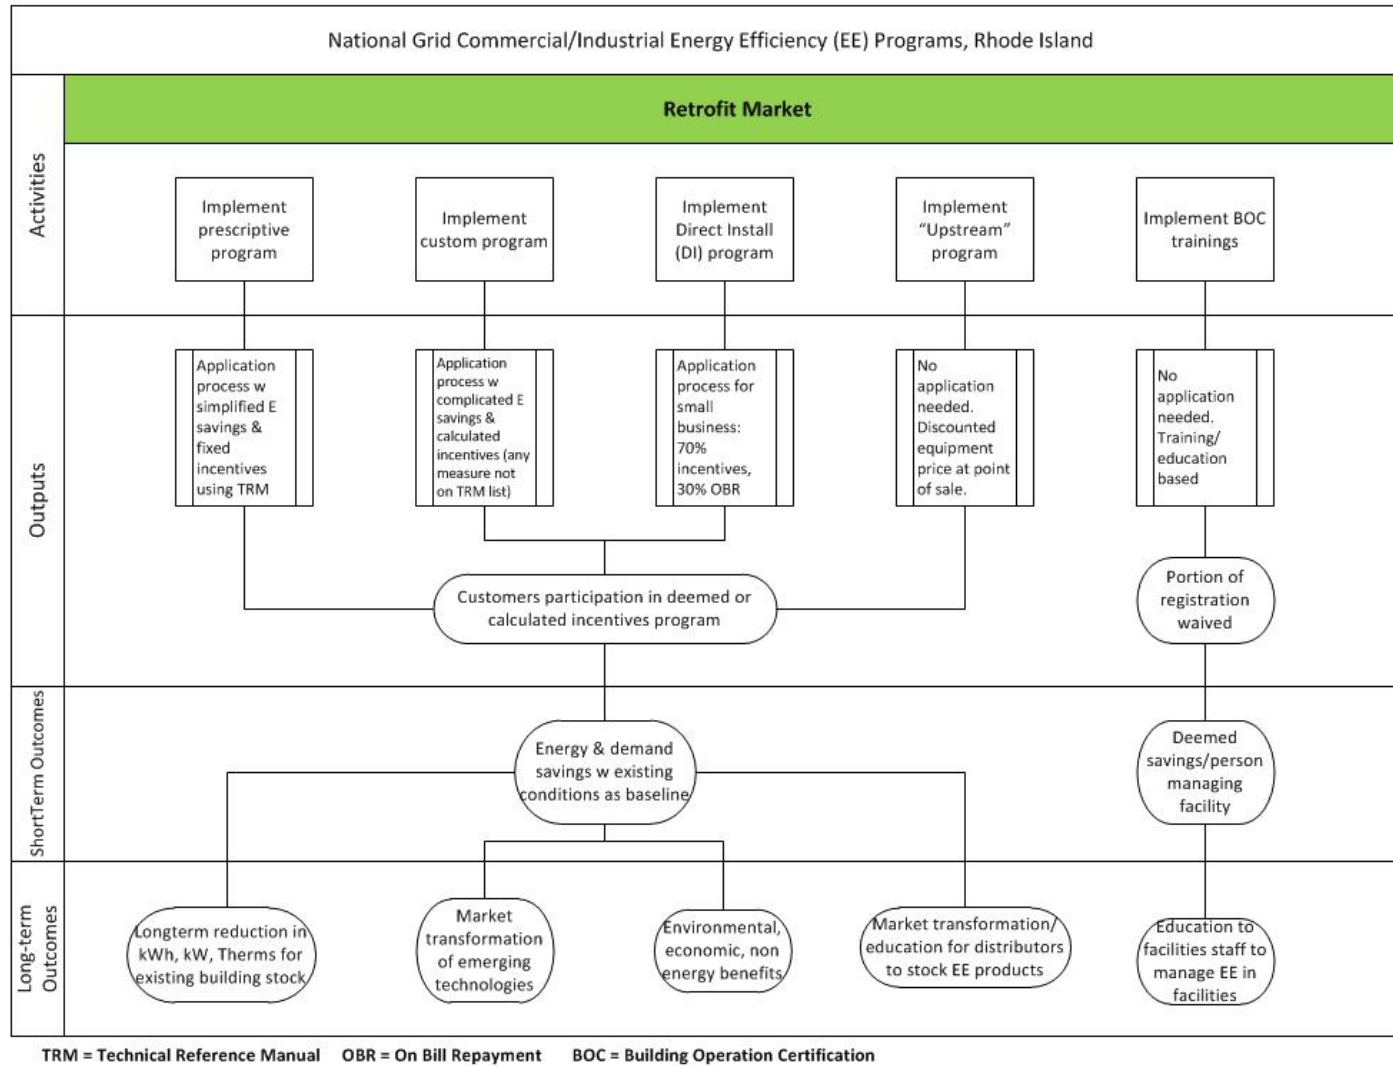 National Grid Commercial/Industrial Energy Efficiency (EE) Programs, Rhode Island
Retrofit Market
Activities
Implement
prescriptive
program
Implement
custom program
Implement
Direct Install
(DI) program
Implement
“Upstream”
program
Implement BOC
trainings
Outputs
Application
process w
simplified E
savings &
fixed
incentives
using TRM
Application
process w
complicated E
savings &
calculated
incentives (any
measure not
on TRM list)
Application
process for
small
business:
70%
incentives,
30% OBR
No
application
needed.
Discounted
equipment
price at point
of sale.
No
application
needed.
Training/
education
based
Customers participation in deemed or
calculated incentives program
Portion of
registration
waived
ShortTerm Outcomes
Energy & demand
savings w existing
conditions as baseline
Deemed
savings/person
managing
facility
Long-term
Outcomes
Longterm reduction in
kWh, kW, Therms for
existing building stock
Market
transformation
of emerging
technologies
Environmental,
economic, non
energy benefits
Market transformation/
education for distributors
to stock EE products
Education to
facilities staff to
manage EE in
facilities
TRM = Technical Reference Manual OBR = On Bill Repayment BOC = Building Operation Certification